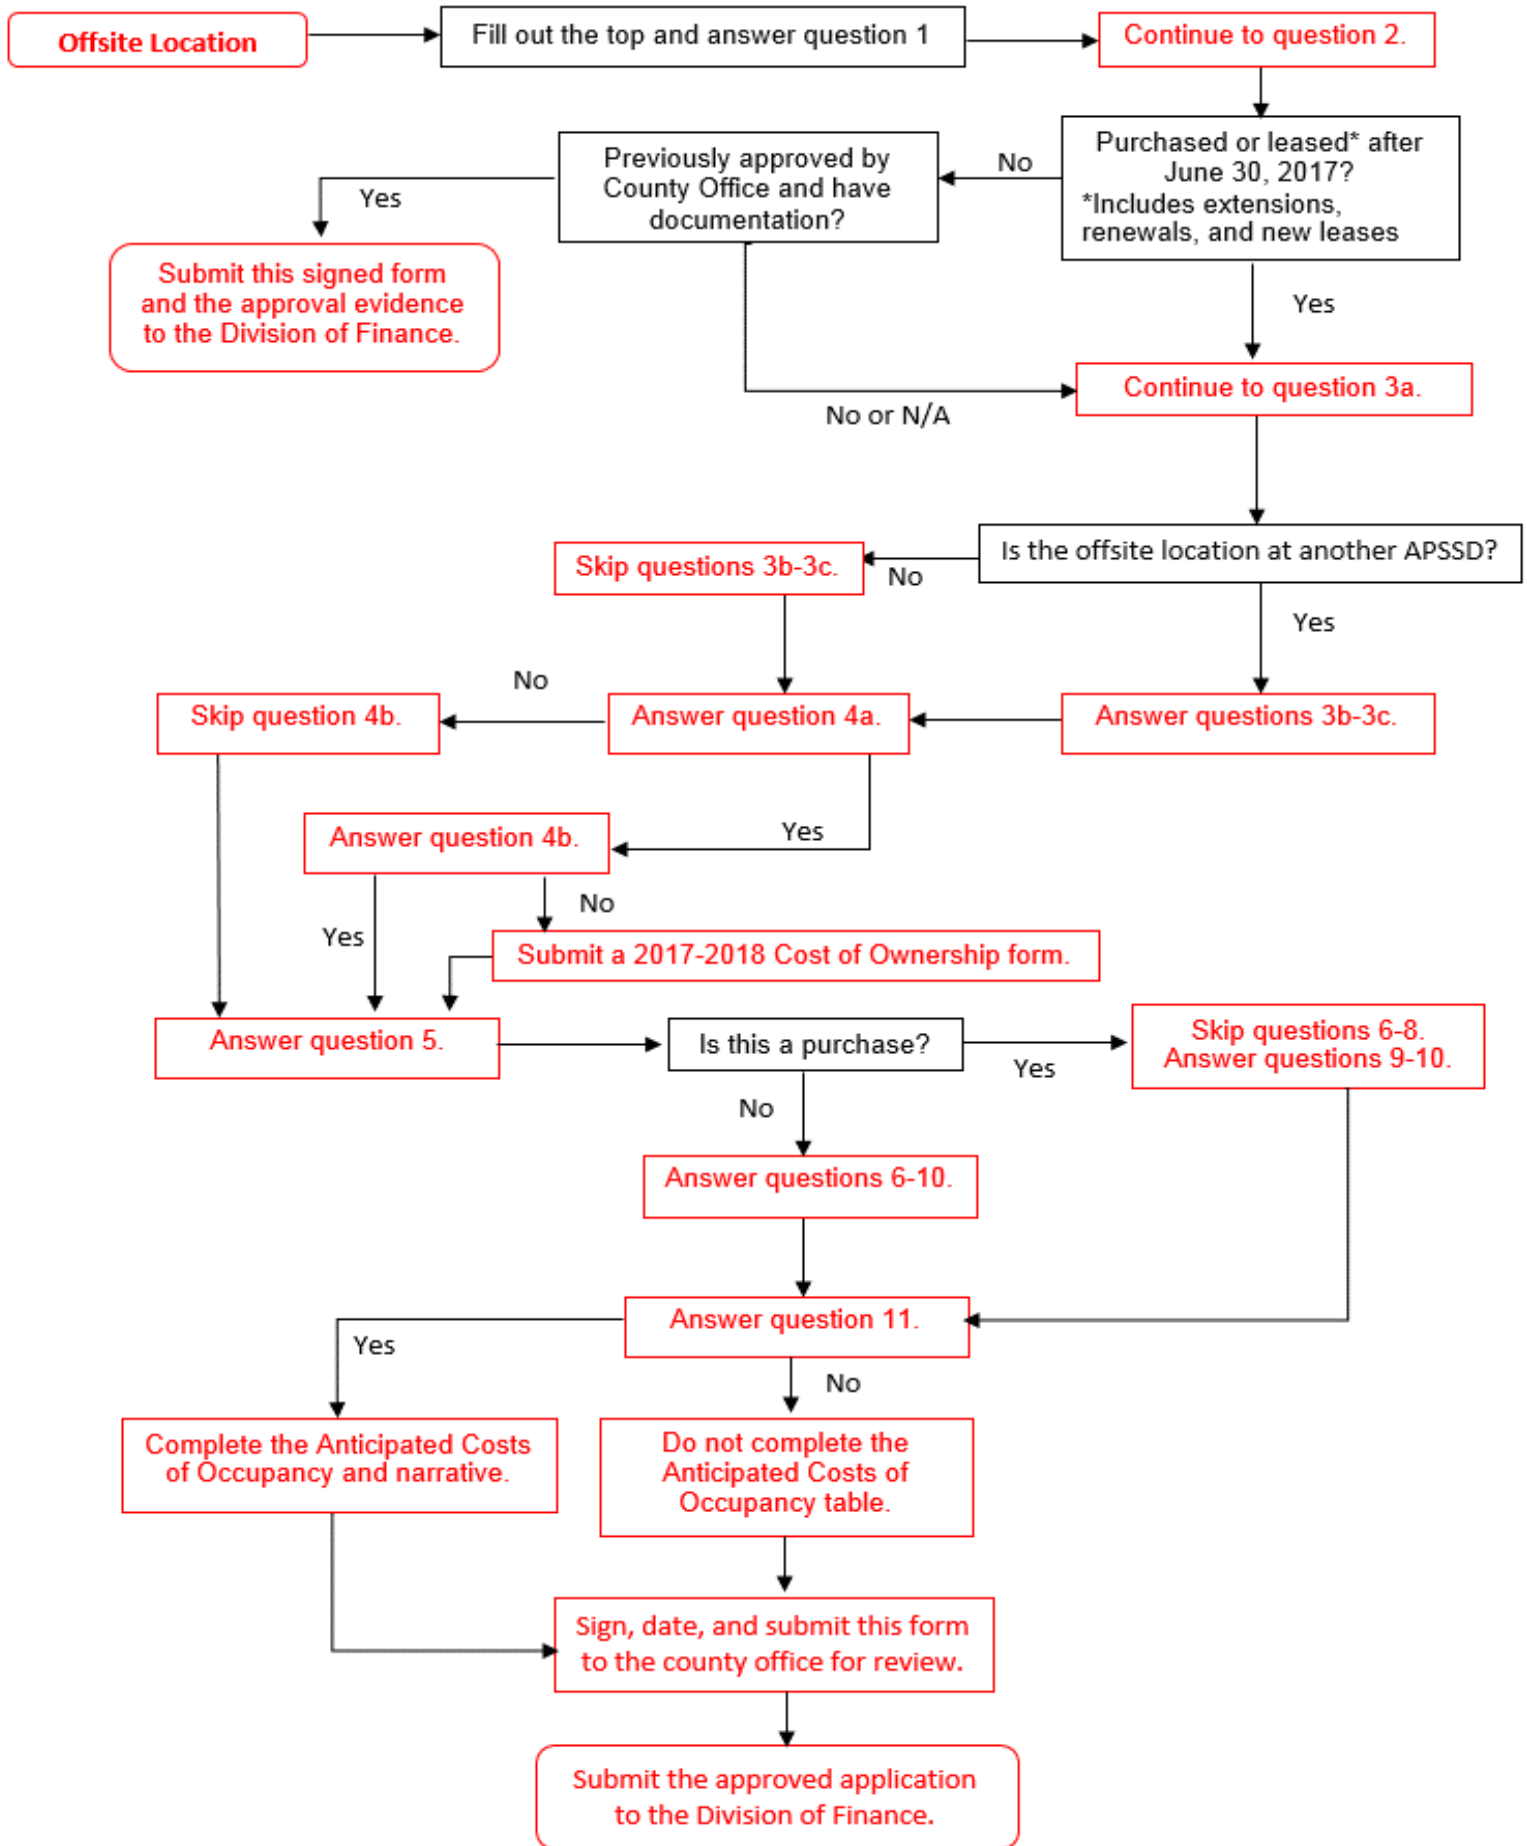 Offsite Location
Fill out the top and answer question 1
Continue to question 2.
Purchased or leased* after
June 30, 2017?
*Includes extensions,
renewals, and new leases
No
Previously approved by
County Office and have
documentation?
Yes
Submit this signed form
and the approval evidence
to the Division of Finance.
Yes
Continue to question 3a.
No or N/A
Is the offsite location at another APSSD?
No
Skip questions 3b-3c.
Yes
Answer questions 3b-3c.
Answer question 4a.
No
Skip question 4b.
Yes
Answer question 4b.
No
Yes
Submit a 2017-2018 Cost of Ownership form.
Answer question 5.
Is this a purchase?
Yes
Skip questions 6-8.
Answer questions 9-10.
No
Answer questions 6-10.
Answer question 11.
Yes
No
Complete the Anticipated Costs
of Occupancy and narrative.
Do not complete the
Anticipated Costs of
Occupancy table.
Sign, date, and submit this form
to the county office for review.
Submit the approved application
to the Division of Finance.